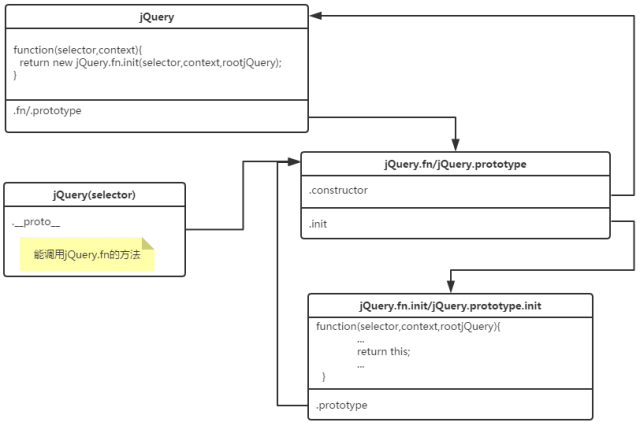 jQuery
function(selector,context){
return new jQuery.fn.init(selector,context,rootjQuery);
}
.fn/.prototype
jQuery.fn/jQuery.prototype
.constructor
.init
jQuery(selector)
.__proto__
能调用jQuery.fn的方法
jQuery.fn.init/jQuery.prototype.init
function(selector,context,rootjQuery){
...
return this;
...
}
.prototype